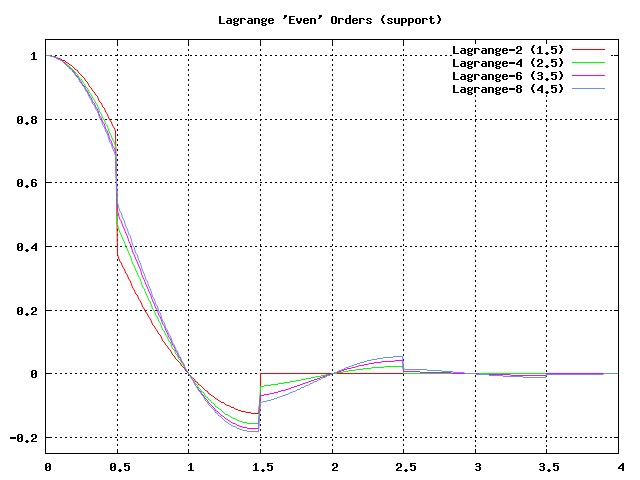 Lagrange 'Even' Orders (support)
Lagrange-2 (1.5)
Lagrange-4 (2.5)
Lagrange-6 (3.5)
Lagrange-8 (4.5)
1
0.8
0.6
0.4
0.2
0
-0.2
0 0.5 1 1.5 2 2.5 3 3.5 4